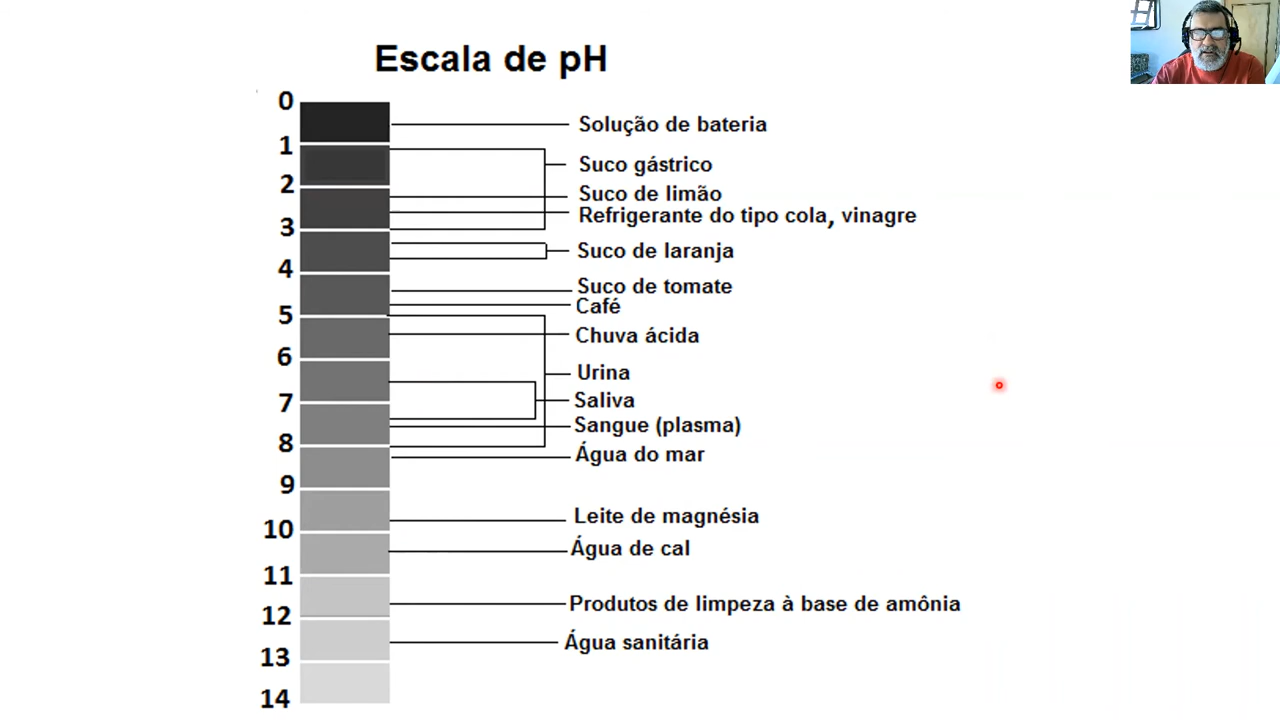 Escala de pH
0
1
2
3
4
5
6
7
8
9
10
11
12
13
14
Solução de bateria
Suco gástrico
Suco de limão
Refrigerante do tipo cola, vinagre
Suco de laranja
Suco de tomate
Café
Chuva ácida
Urina
Saliva
Sangue (plasma)
Água do mar
Leite de magnésia
Água de cal
Produtos de limpeza à base de amônia
Água sanitária